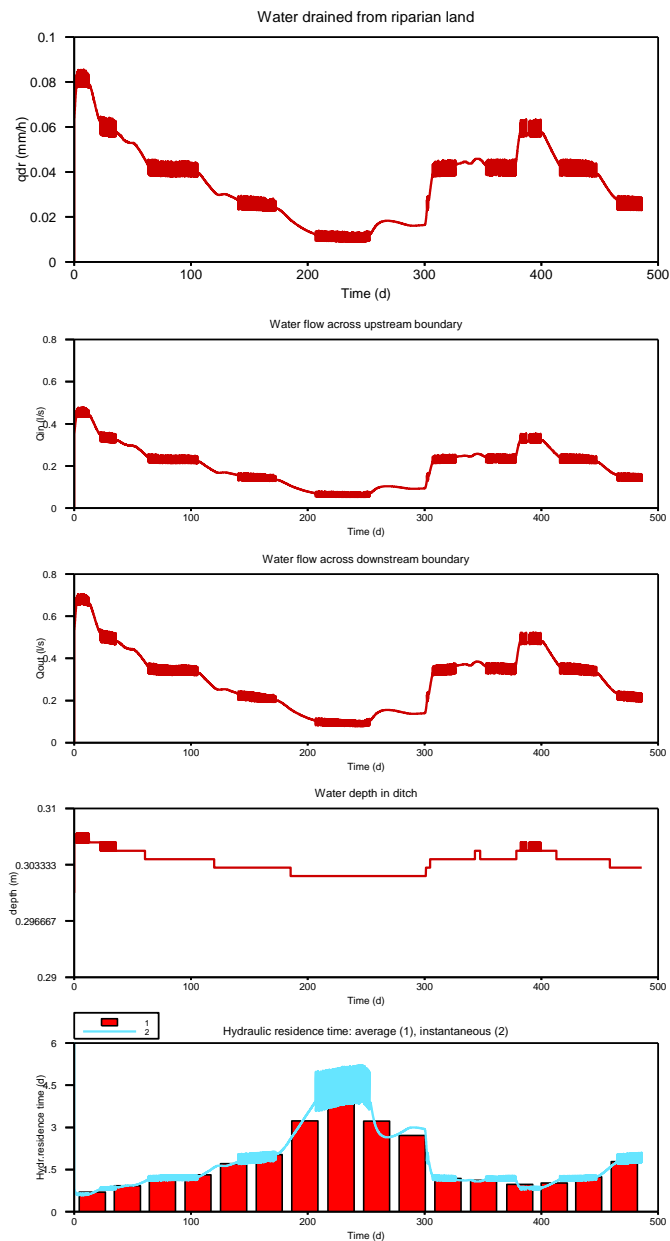 Water drained from riparian land
0.1
0.08
0.06
0.04
0.02
0
qdr (mm/h)
0 100 200 300 400 500
Time (d)
Water flow across upstream boundary
0.8
0.6
0.4
0.2
0
Qin (l/s)
0 100 200 300 400 500
Time (d)
Water flow across downstream boundary
0.8
0.6
0.4
0.2
0
Qout (l/s)
0 100 200 300 400 500
Time (d)
Water depth in ditch
0.31
0.303333
0.296667
0.29
depth (m)
0 100 200 300 400 500
Time (d)
1
2
Hydraulic residence time: average (1), instantaneous (2)
6
4.5
3
1.5
0
Hydr.residence time (d)
0 100 200 300 400 500
Time (d)